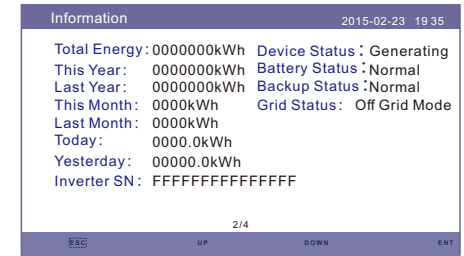 Information 2015-02-23 19 35
Total Energy: 0000000kWh Device Status: Generating
This Year: 0000000kWh Battery Status: Normal
Last Year: 0000000kWh Backup Status: Normal
This Month: 0000kWh Grid Status: Off Grid Mode
Last Month: 0000kWh
Today: 0000.0kWh
Yesterday: 00000.0kWh
Inverter SN: FFFFFFFFFFFFFFF
2/4
ESC UP DOWN ENT